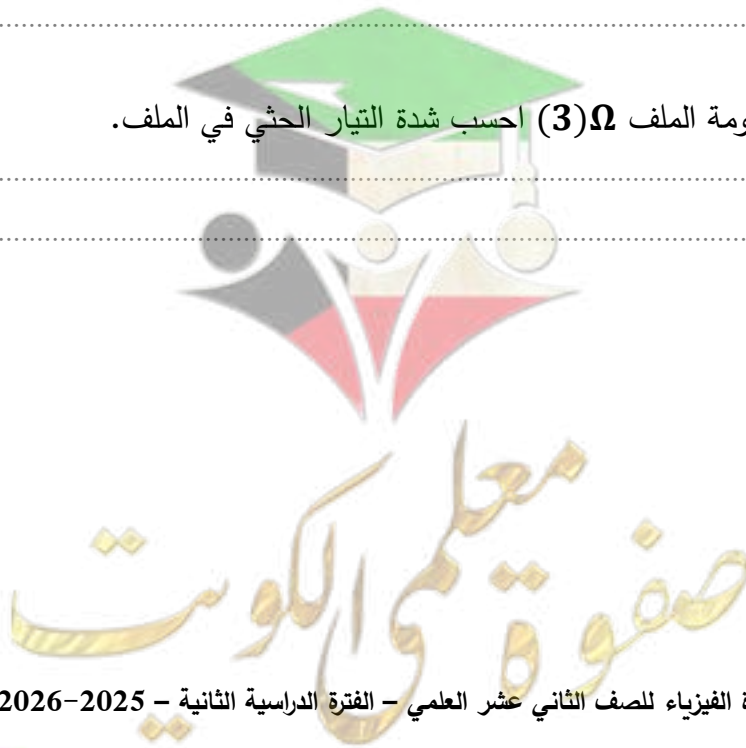 ومة الملف Ω(3) احسب شدة التيار الحثي في الملف.
صفوة معلمي الكويت
ة الفيزياء للصف الثاني عشر العلمي – الفترة الدراسية الثانية – 2025-2026